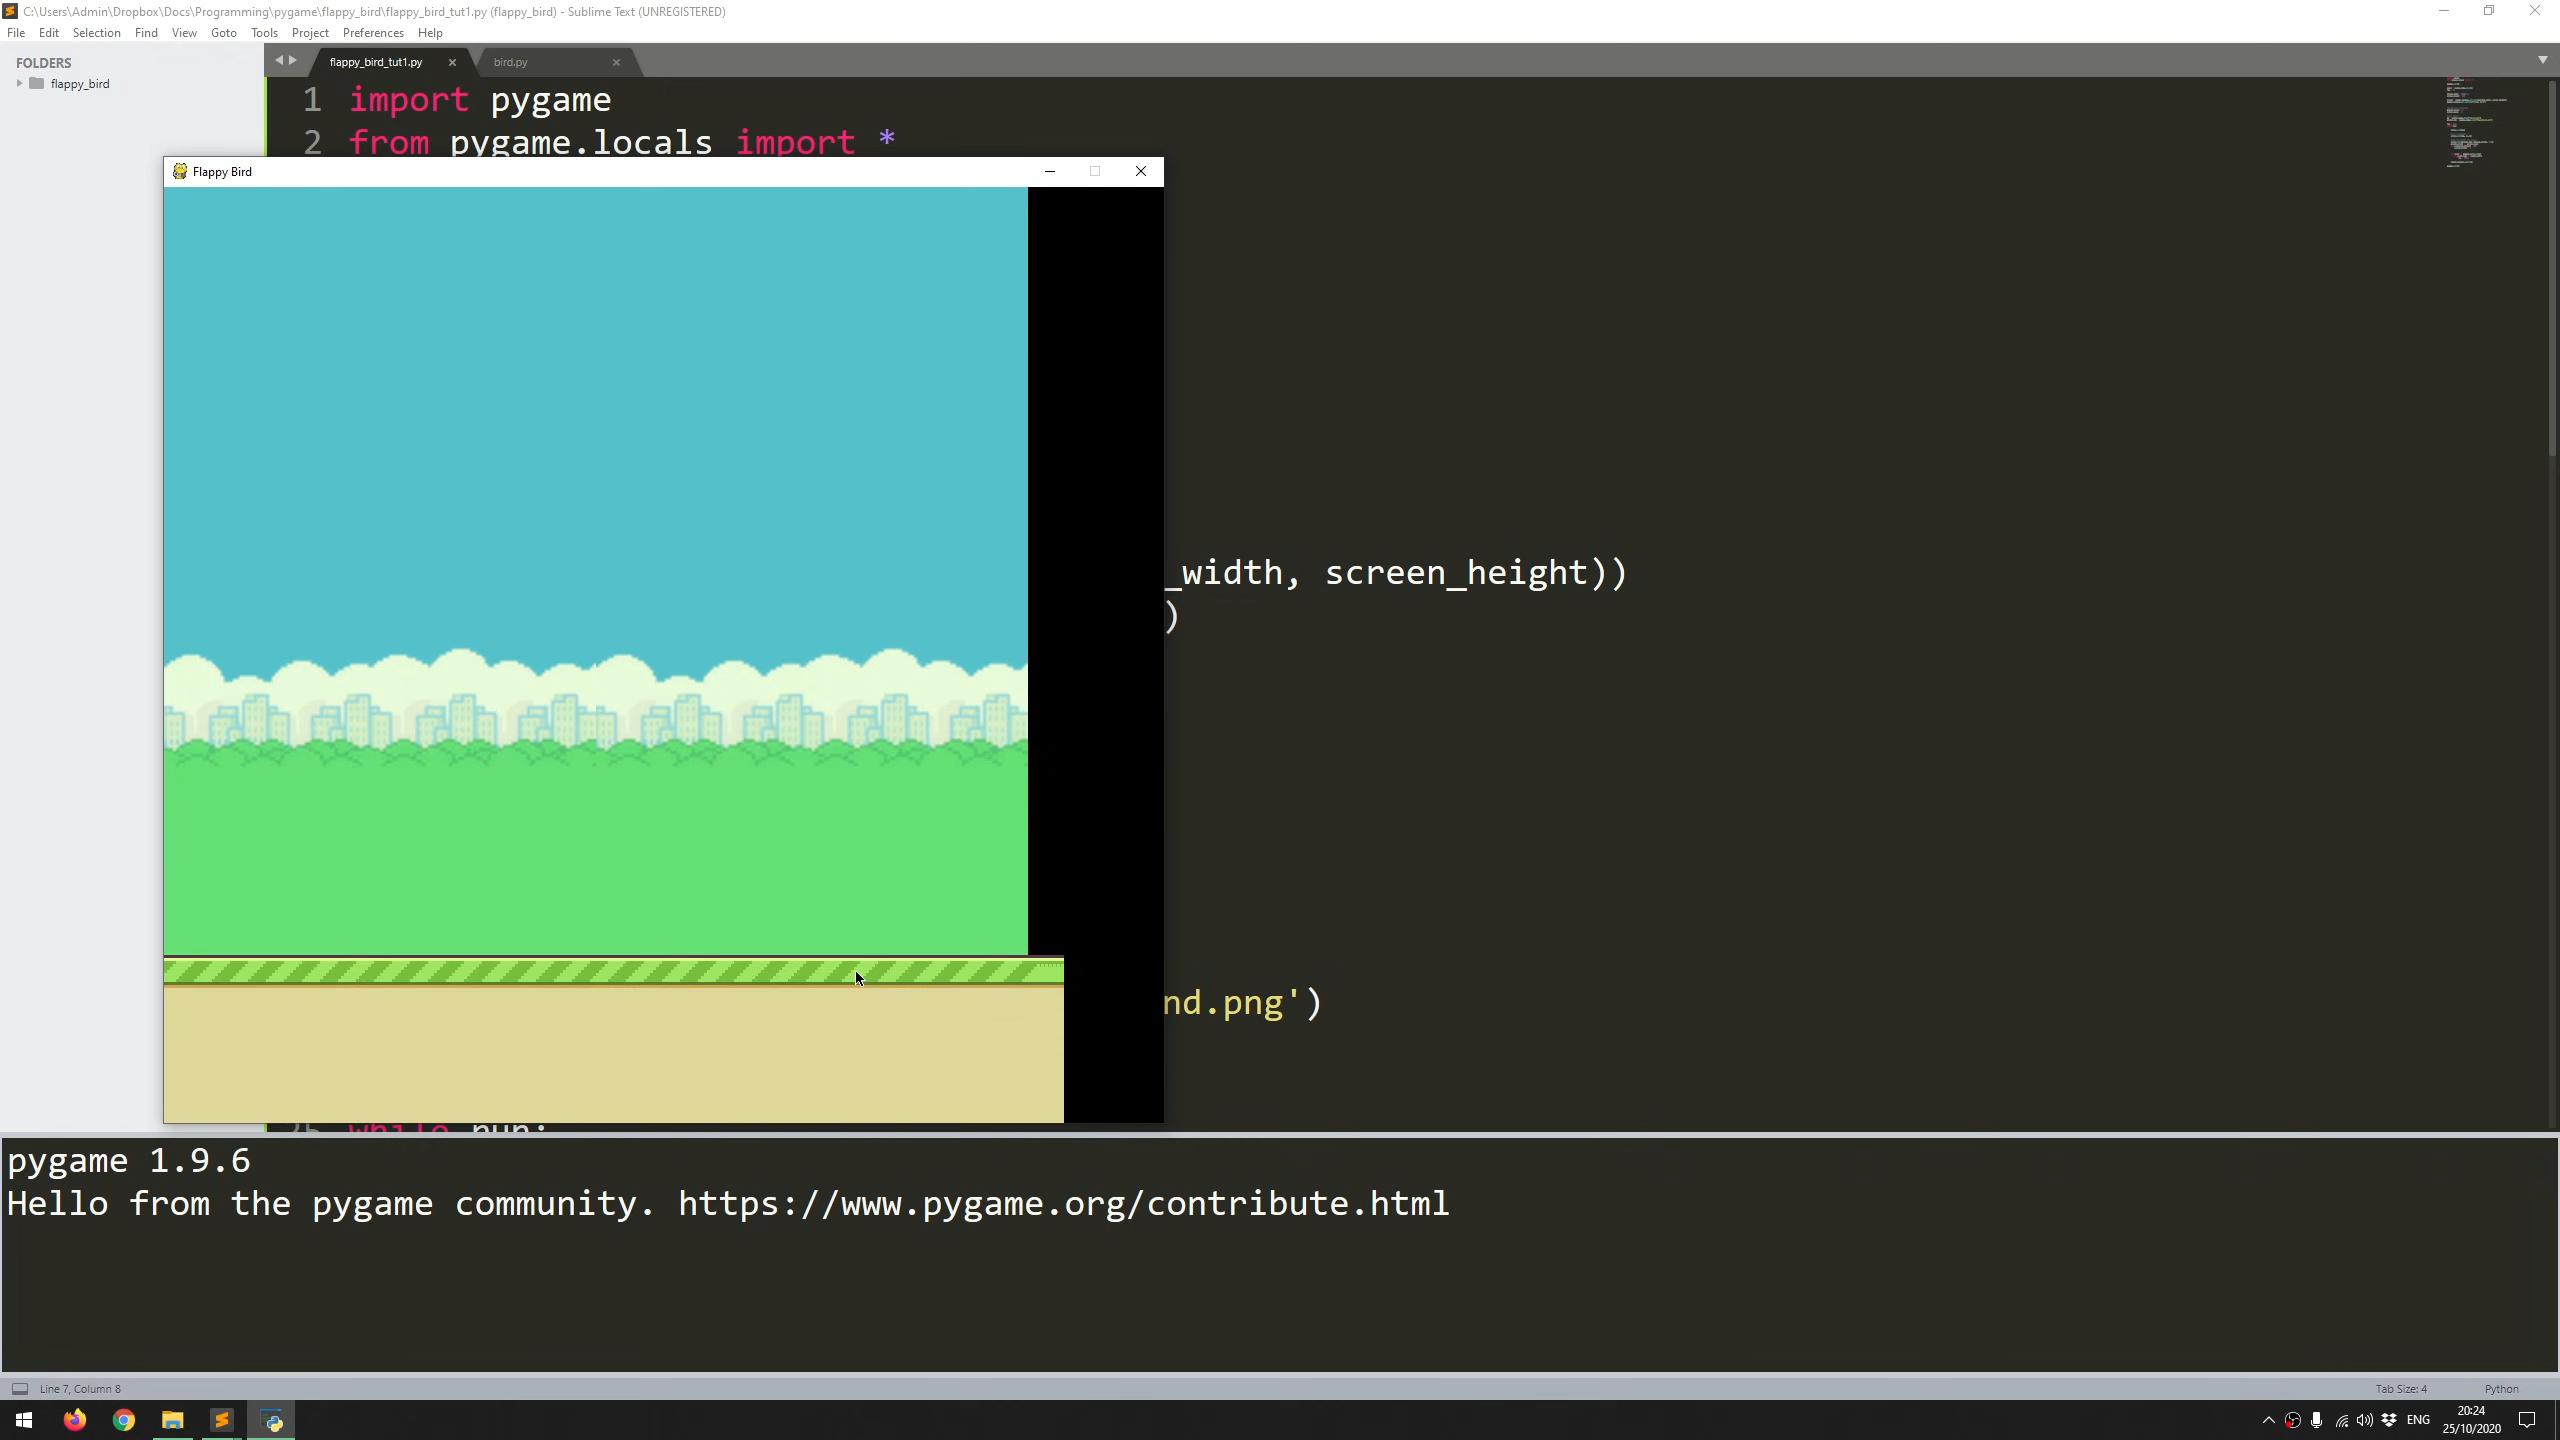 C:\Users\Admin\Dropbox\Docs\Programming\pygame\flappy_bird\flappy_bird_tut1.py (flappy_bird) - Sublime Text (UNREGISTERED)
File Edit Selection Find View Goto Tools Project Preferences Help
FOLDERS
flappy_bird
flappy_bird_tut1.py
bird.py
1 import pygame
2 from pygame.locals import *
Flappy Bird
_width, screen_height))
)
nd.png')
25 while run:
pygame 1.9.6
Hello from the pygame community. https://www.pygame.org/contribute.html
Line 7, Column 8
Tab Size: 4
Python
ENG
20:24
25/10/2020